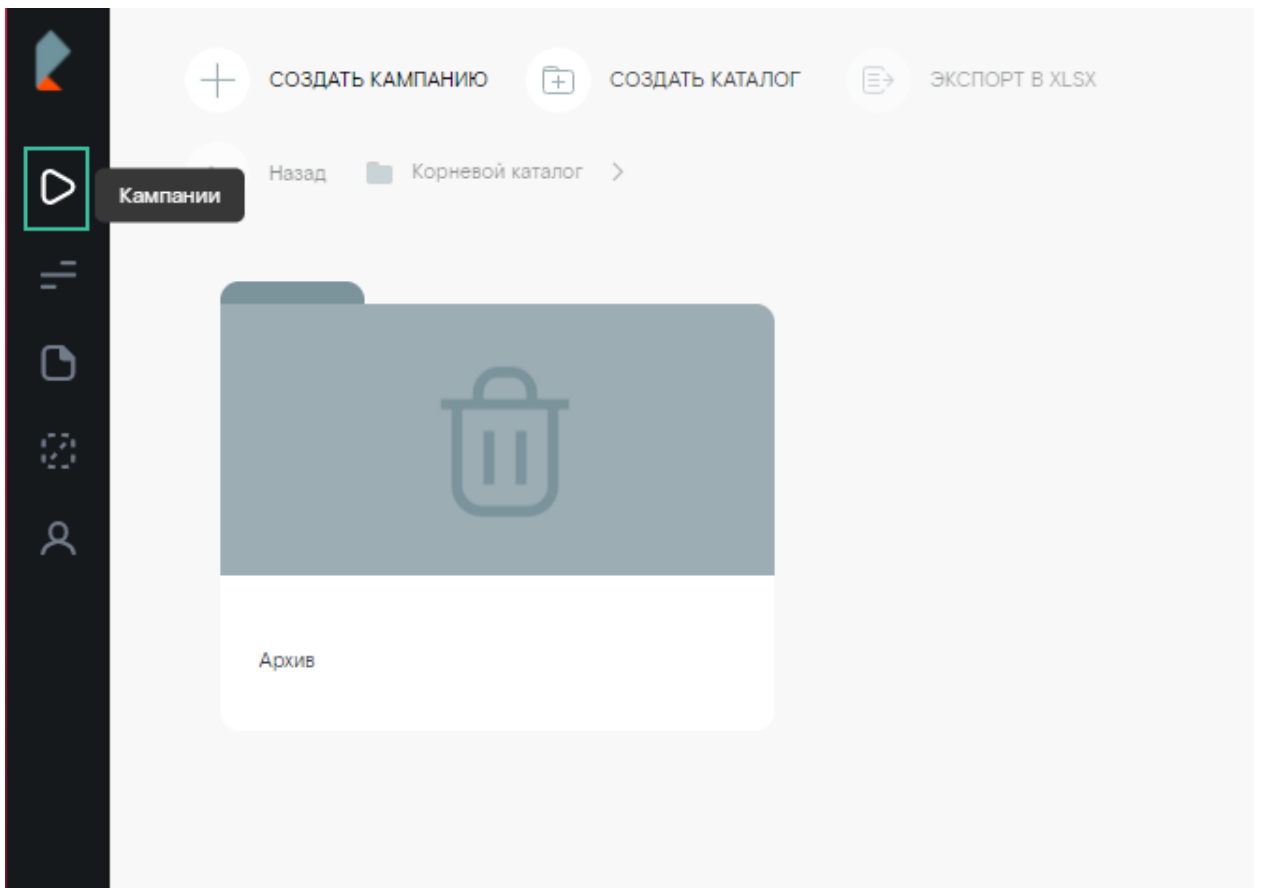 СОЗДАТЬ КАМПАНИЮ СОЗДАТЬ КАТАЛОГ ЭКСПОРТ В XLSX
Назад Корневой каталог
Кампании
Архив